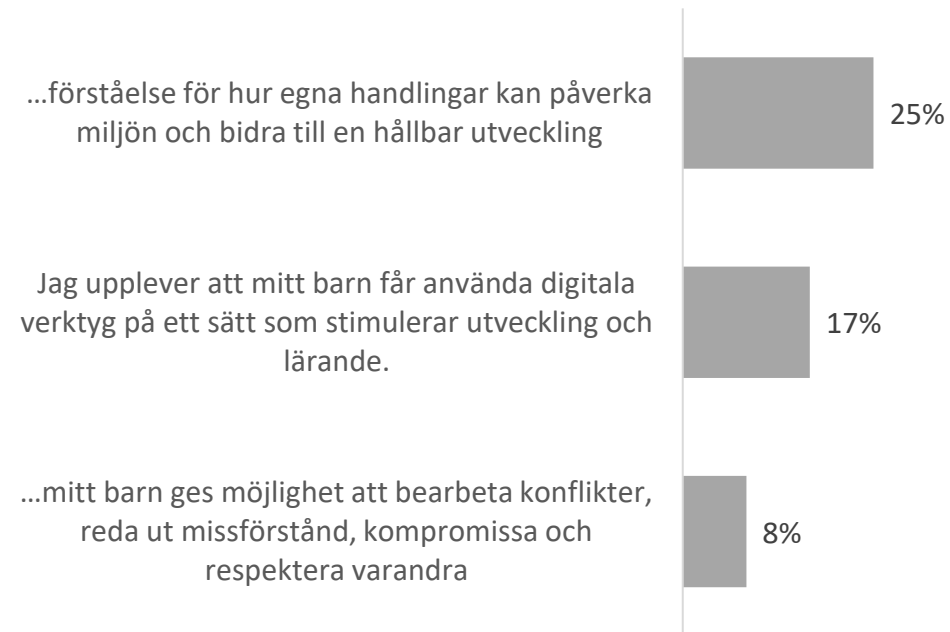 …förståelse för hur egna handlingar kan påverka
miljön och bidra till en hållbar utveckling
25%
Jag upplever att mitt barn får använda digitala
verktyg på ett sätt som stimulerar utveckling och
lärande.
17%
…mitt barn ges möjlighet att bearbeta konflikter,
reda ut missförstånd, kompromissa och
respektera varandra
8%